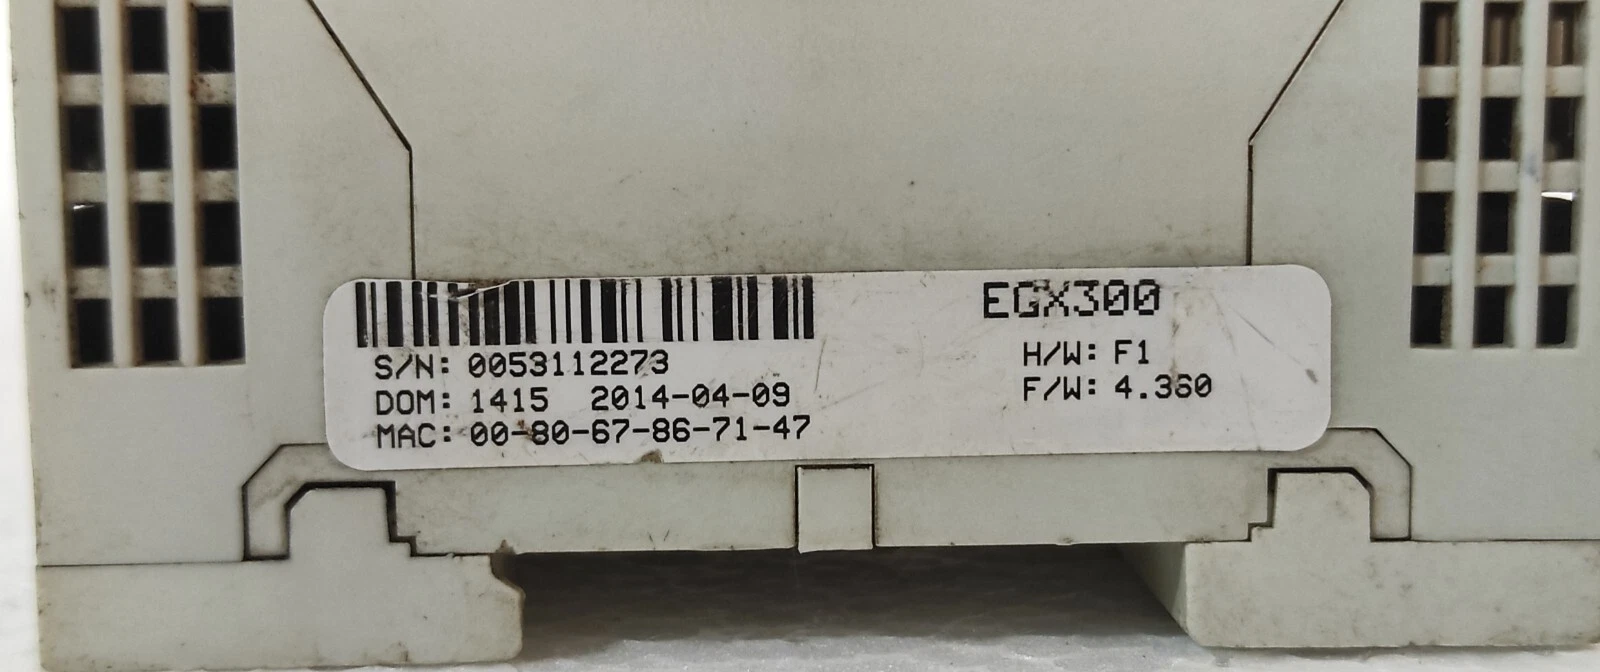 EGX300
S/N: 0053112273
H/W: F1
DOM: 1415 2014-04-09
F/W: 4.360
MAC: 00-80-67-86-71-47